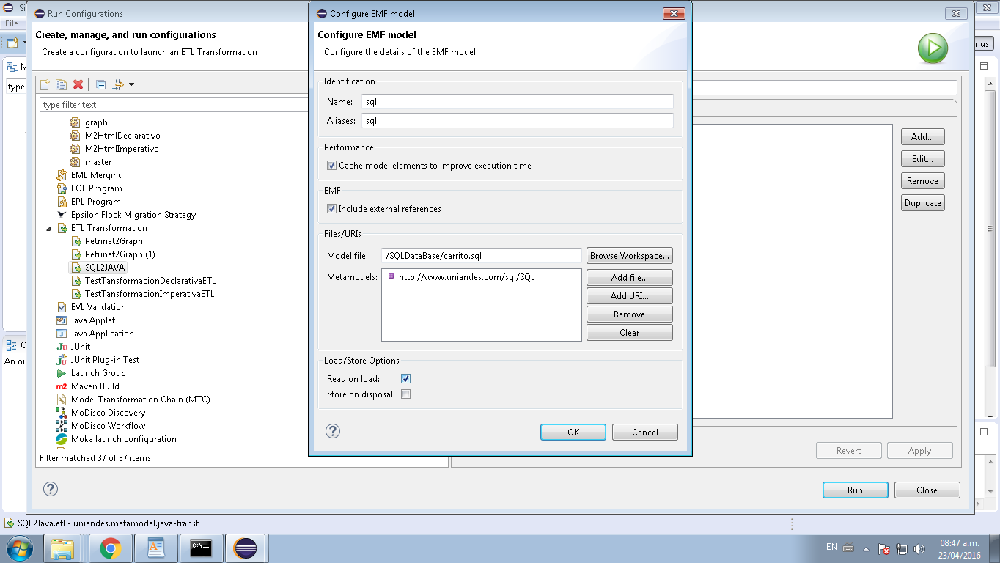 Run Configurations
Create, manage, and run configurations
Create a configuration to launch an ETL Transformation
File
type filter text
graph
M2HtmlDeclarativo
M2HtmlImperativo
master
EML Merging
EOL Program
EPL Program
Epsilon Flock Migration Strategy
ETL Transformation
Petrinet2Graph
Petrinet2Graph (1)
SQL2JAVA
TestTansformacionDeclarativaETL
TestTansformacionImperativaETL
EVL Validation
Java Applet
Java Application
JUnit
JUnit Plug-in Test
Launch Group
Maven Build
Model Transformation Chain (MTC)
MoDisco Discovery
MoDisco Workflow
Moka launch configuration
Filter matched 37 of 37 items
Configure EMF model
Configure EMF model
Configure the details of the EMF model
Identification
Name: sql
Aliases: sql
Performance
Cache model elements to improve execution time
EMF
Include external references
Files/URIs
Model file: /SQLDataBase/carrito.sql Browse Workspace...
Metamodels: http://www.uniandes.com/sql/SQL Add file...
Add URI...
Remove
Clear
Load/Store Options
Read on load:
Store on disposal:
OK Cancel
Add...
Edit...
Remove
Duplicate
Revert Apply
Run Close
SQL2Java.etl - uniandes.metamodel.java-transf
EN
08:47 a.m.
23/04/2016